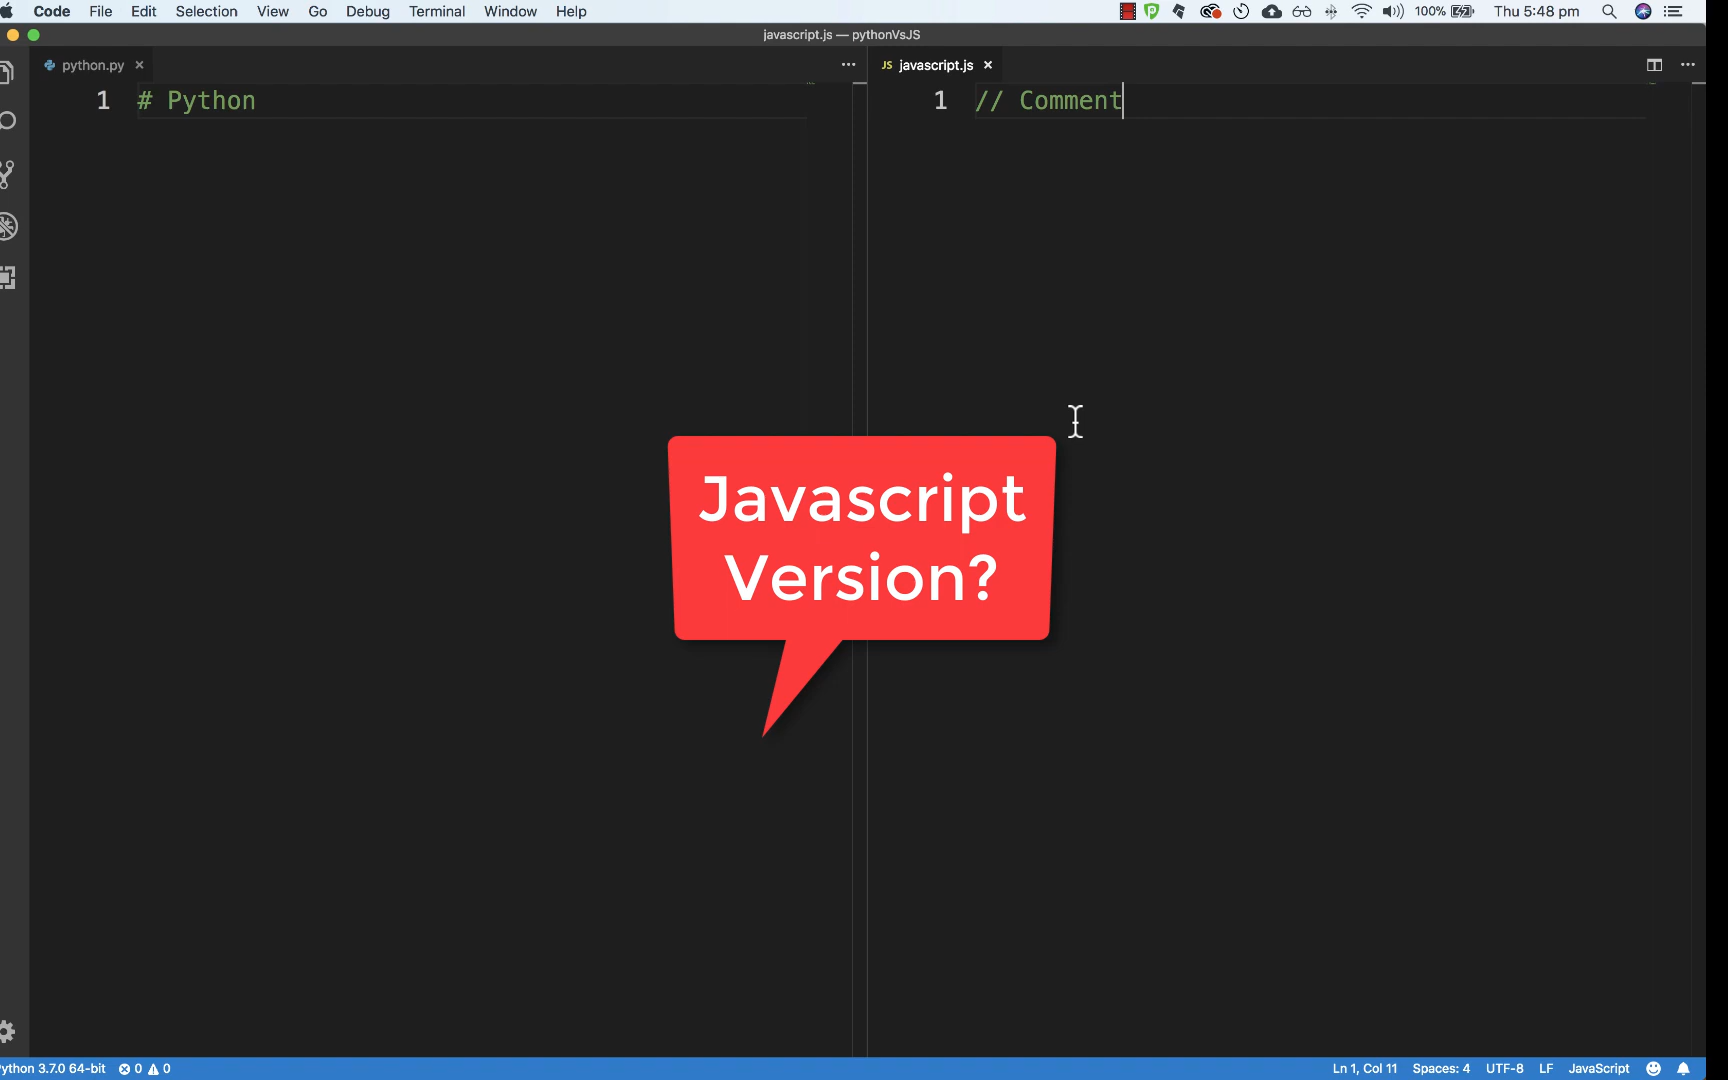 Code File Edit Selection View Go Debug Terminal Window Help 100% Thu 5:48 pm
javascript.js — pythonVsJS
python.py × ··· JS javascript.js × ···
1 # Python
1 // Comment
Javascript
Version?
ython 3.7.0 64-bit 0 0 Ln 1, Col 11 Spaces: 4 UTF-8 LF JavaScript